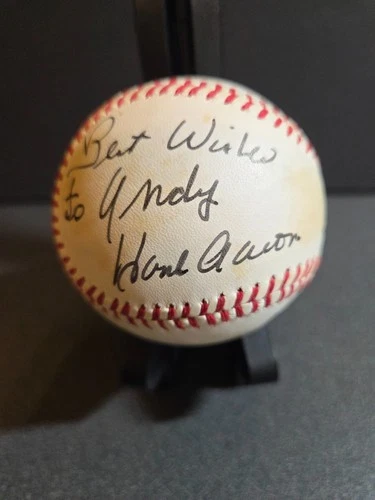 Best Wishes
to Andy
Hank Aaron